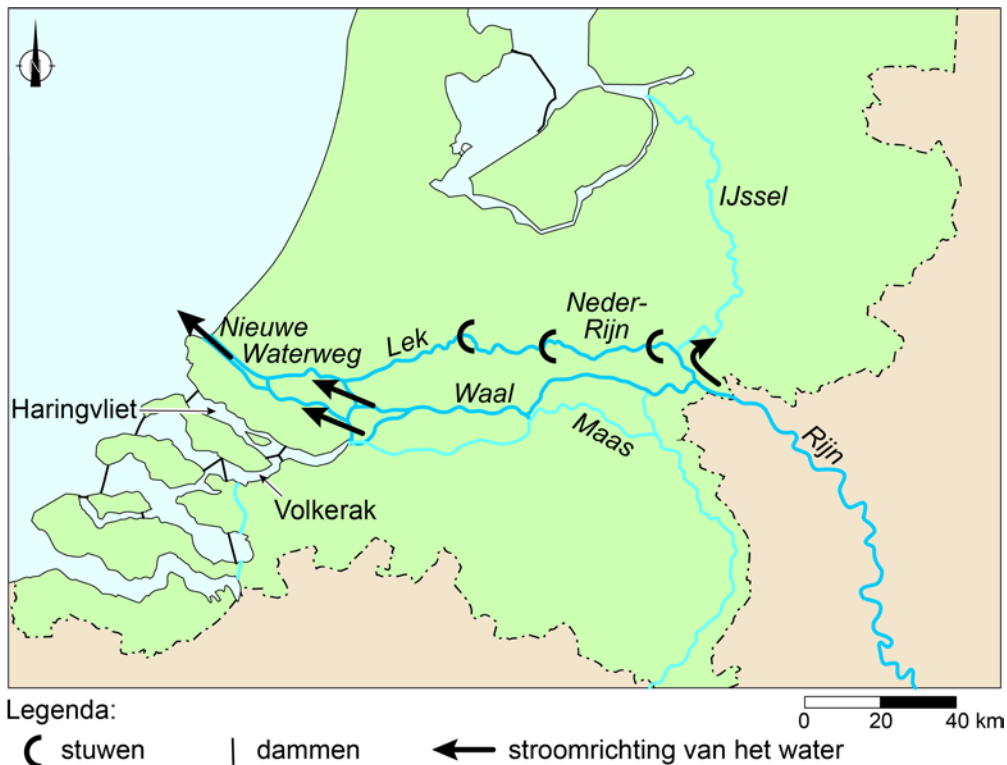 N
IJssel
Neder-
Rijn
Nieuwe
Waterweg
Lek
Haringvliet
Waal
Maas
Rijn
Volkerak
Legenda:
0 20 40 km
stuwen dammen stroomrichting van het water